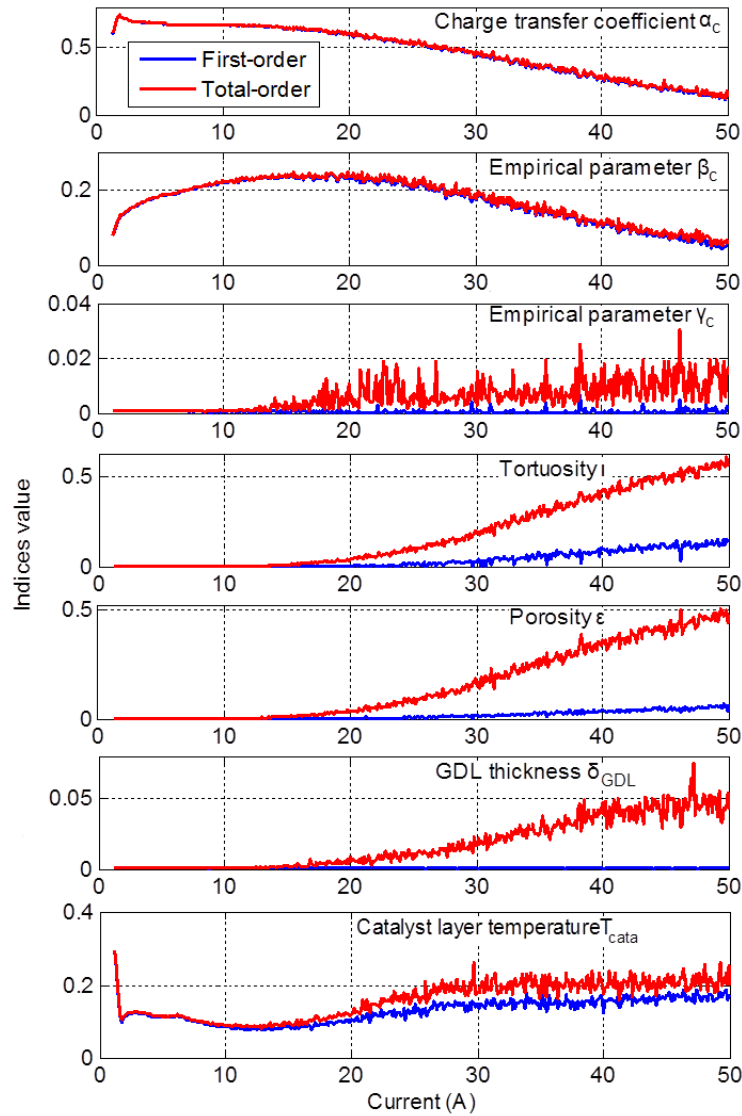 Charge transfer coefficient αC
0.5
0
First-order
Total-order
0 10 20 30 40 50
Empirical parameter βC
0.2
0
0 10 20 30 40 50
0.04
Empirical parameter γC
0.02
0
0 10 20 30 40 50
Tortuosity ι
0.5
0
0 10 20 30 40 50
Indices value
0.5
Porosity ε
0
0 10 20 30 40 50
GDL thickness δGDL
0.05
0
0 10 20 30 40 50
0.4
Catalyst layer temperatureTcata
0.2
0
0 10 20 30 40 50
Current (A)